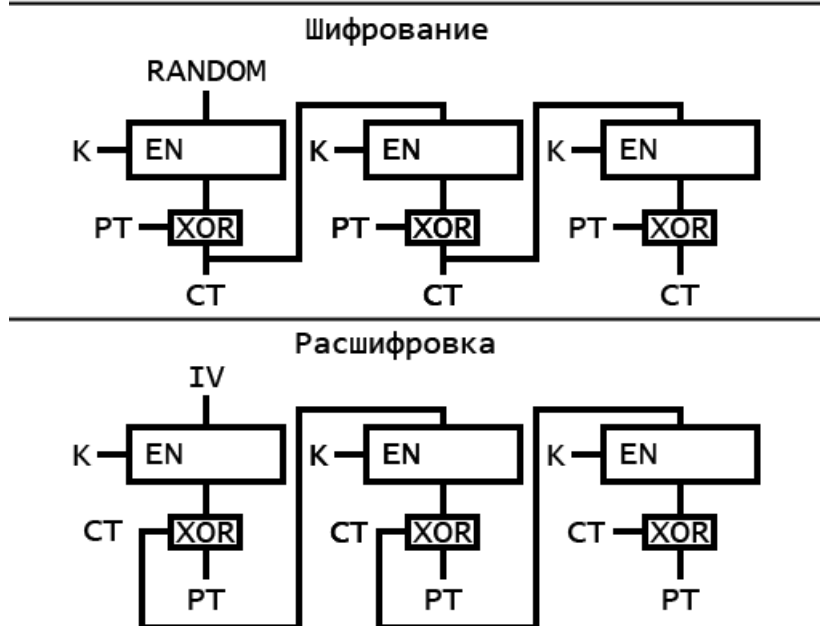 Шифрование
RANDOM
K EN K EN K EN
PT XOR PT XOR PT XOR
CT CT CT
Расшифровка
IV
K EN K EN K EN
CT XOR CT XOR CT XOR
PT PT PT